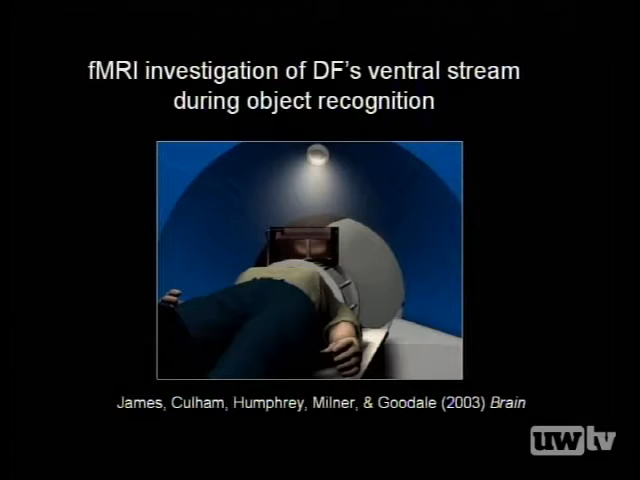 fMRI investigation of DF's ventral stream
during object recognition
James, Culham, Humphrey, Milner, & Goodale (2003) Brain
uwtv